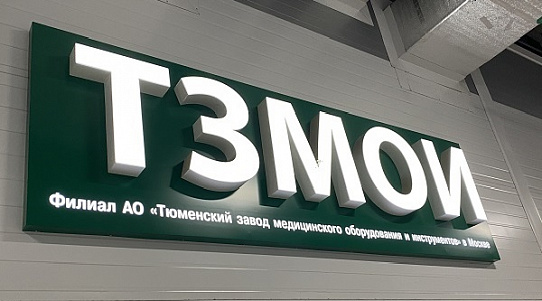 ТЗМОИ
Филиал АО «Тюменский завод медицинского оборудования и инструментов» в Москве